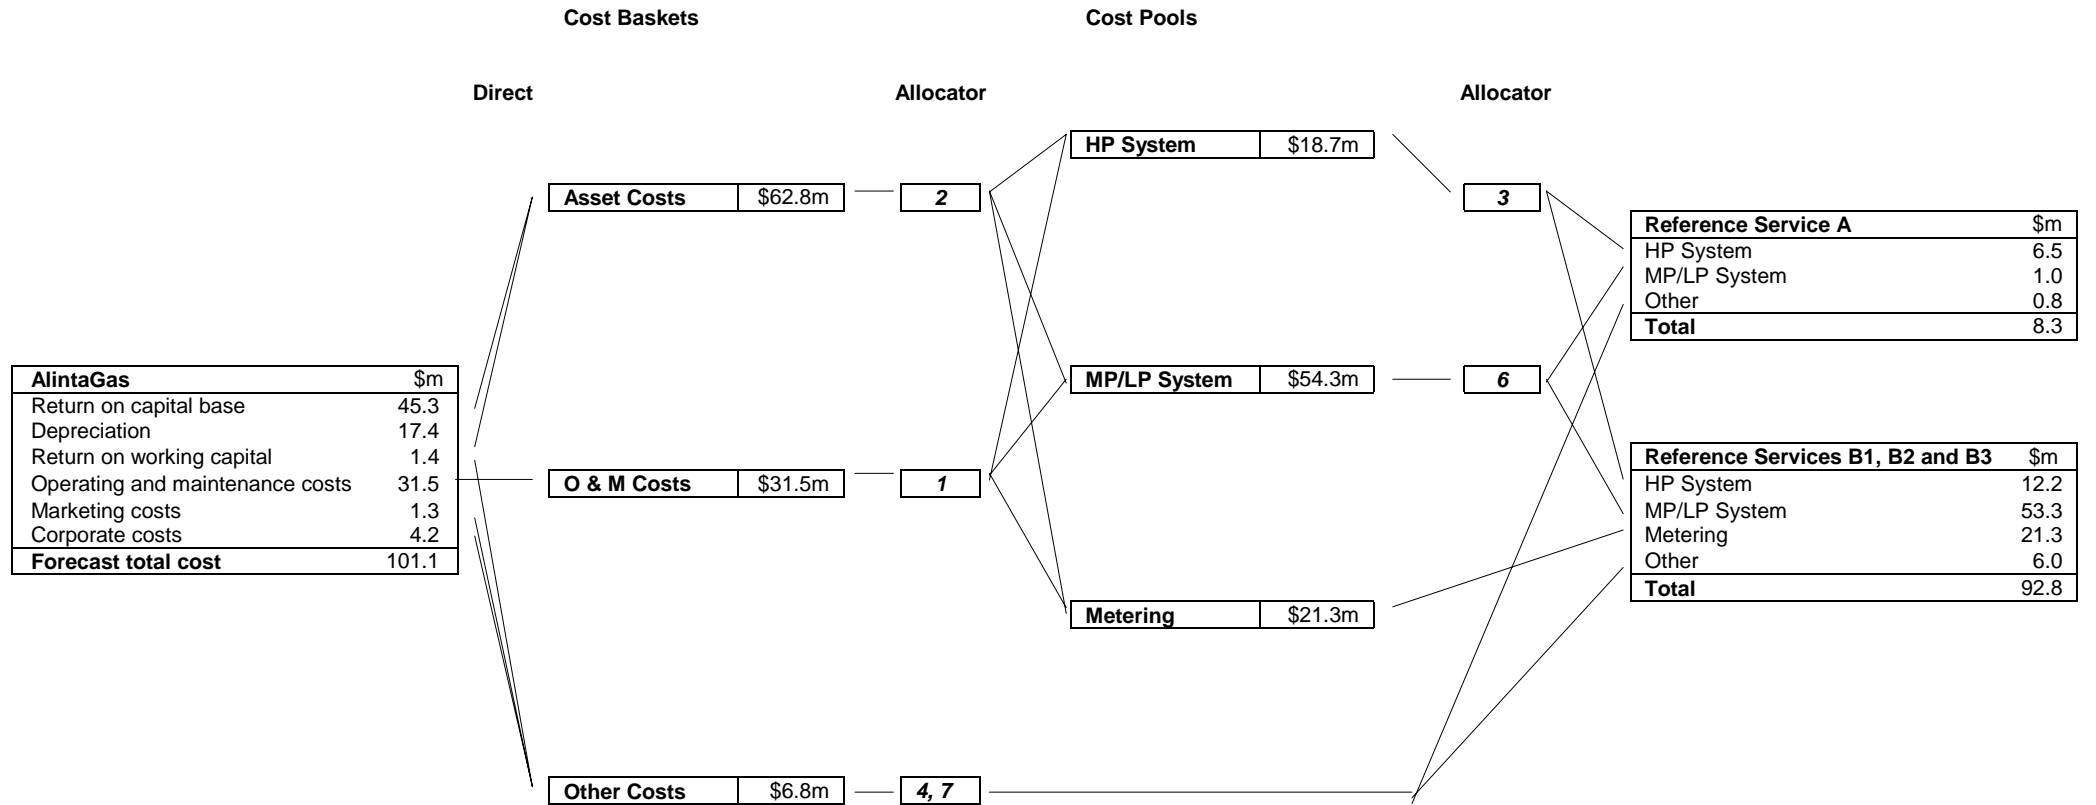 Cost Baskets Cost Pools
Direct Allocator Allocator
HP System $18.7m
Asset Costs $62.8m 2 3
Reference Service A $m
HP System 6.5
MP/LP System 1.0
Other 0.8
Total 8.3
AlintaGas $m
Return on capital base 45.3
Depreciation 17.4
Return on working capital 1.4
Operating and maintenance costs 31.5
Marketing costs 1.3
Corporate costs 4.2
Forecast total cost 101.1
MP/LP System $54.3m 6
O & M Costs $31.5m 1
Reference Services B1, B2 and B3 $m
HP System 12.2
MP/LP System 53.3
Metering 21.3
Other 6.0
Total 92.8
Metering $21.3m
Other Costs $6.8m 4, 7